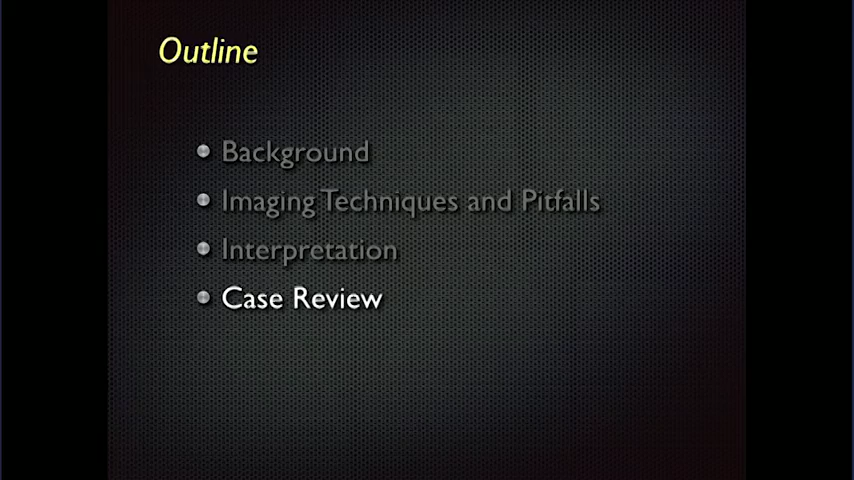 Outline
Background
Imaging Techniques and Pitfalls
Interpretation
Case Review